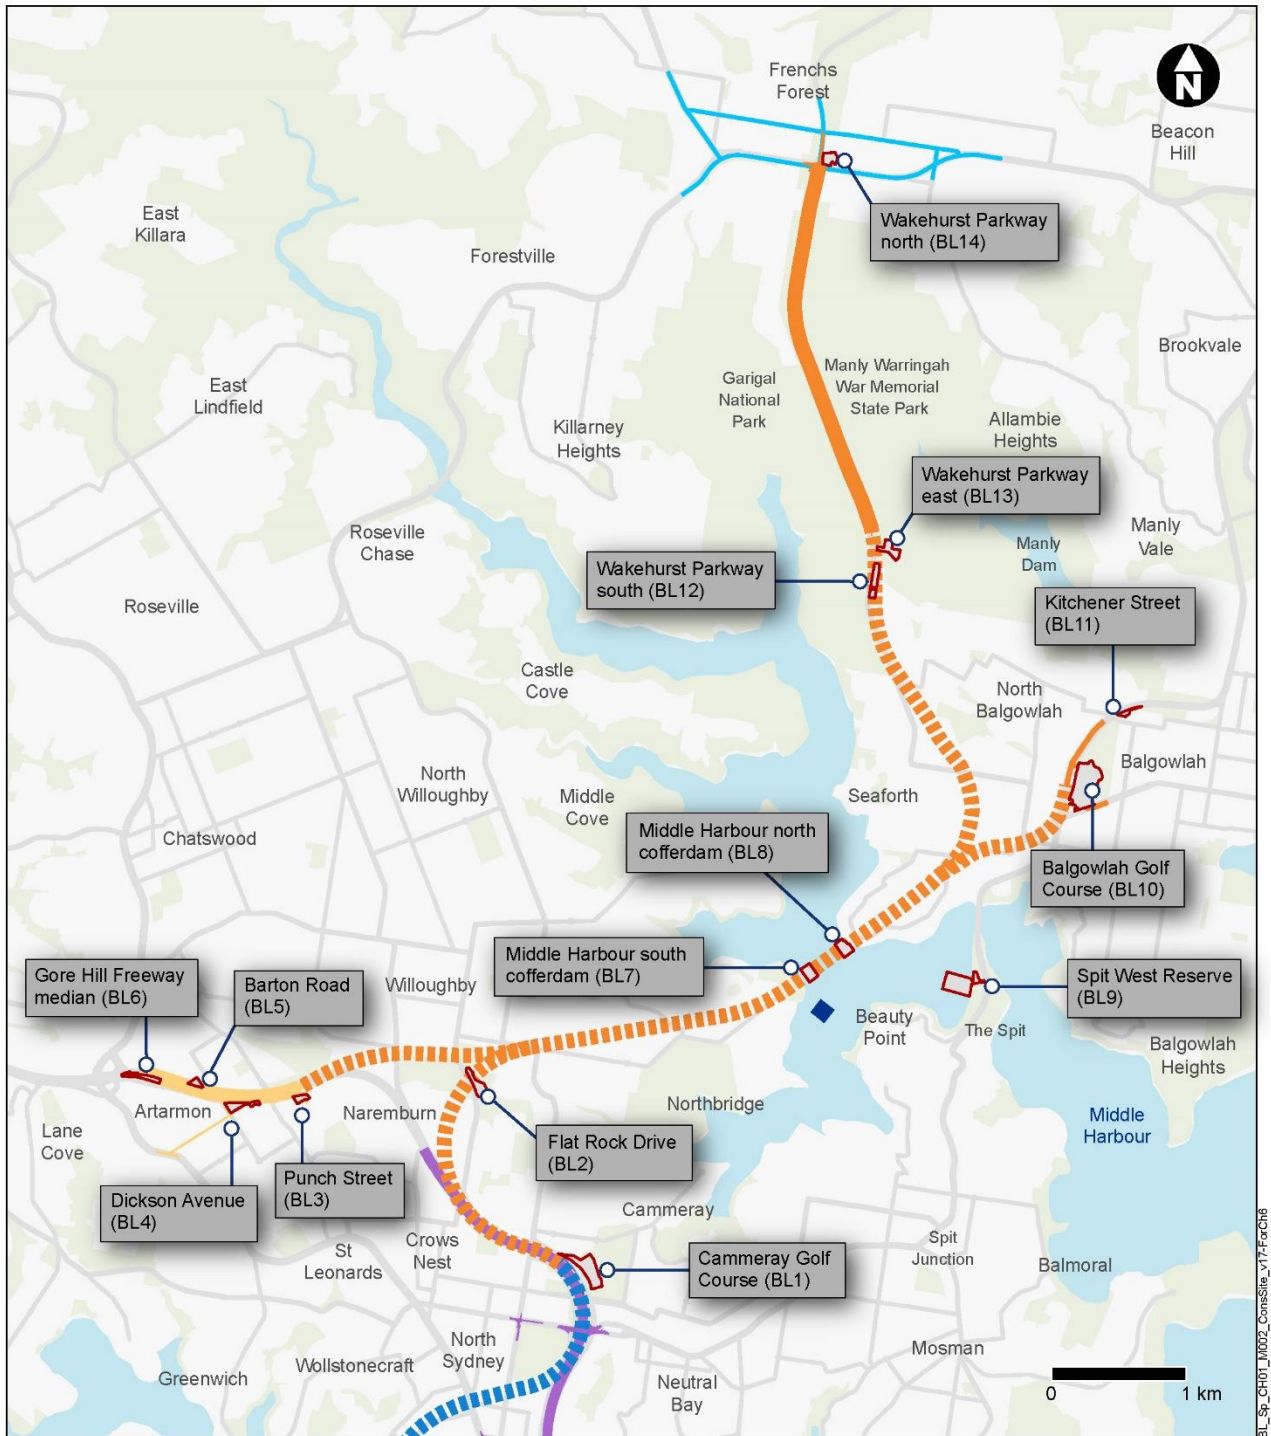 Frenchs
Forest
N
Beacon
Hill
Wakehurst Parkway
north (BL14)
East
Killara
Forestville
Brookvale
Manly Warringah
War Memorial
State Park
Garigal
National
Park
East
Lindfield
Killarney
Heights
Allambie
Heights
Wakehurst Parkway
east (BL13)
Roseville
Chase
Manly
Vale
Manly
Dam
Wakehurst Parkway
south (BL12)
Roseville
Kitchener Street
(BL11)
Castle
Cove
North
Balgowlah
Balgowlah
North
Willoughby
Middle
Cove
Seaforth
Chatswood
Middle Harbour north
cofferdam (BL8)
Balgowlah Golf
Course (BL10)
Middle Harbour south
cofferdam (BL7)
Gore Hill Freeway
median (BL6)
Barton Road
(BL5)
Willoughby
Spit West Reserve
(BL9)
Beauty
Point
The Spit
Balgowlah
Heights
Artarmon
Naremburn
Northbridge
Middle
Harbour
Lane
Cove
Flat Rock Drive
(BL2)
Punch Street
(BL3)
Dickson Avenue
(BL4)
Cammeray
Crows
Nest
St
Leonards
Spit
Junction
Balmoral
Cammeray Golf
Course (BL1)
North
Sydney
Wollstonecraft
Greenwich
Mosman
Neutral
Bay
0 1 km
BL_Sp_CH01_M002_ConsSite_v17-ForCh6